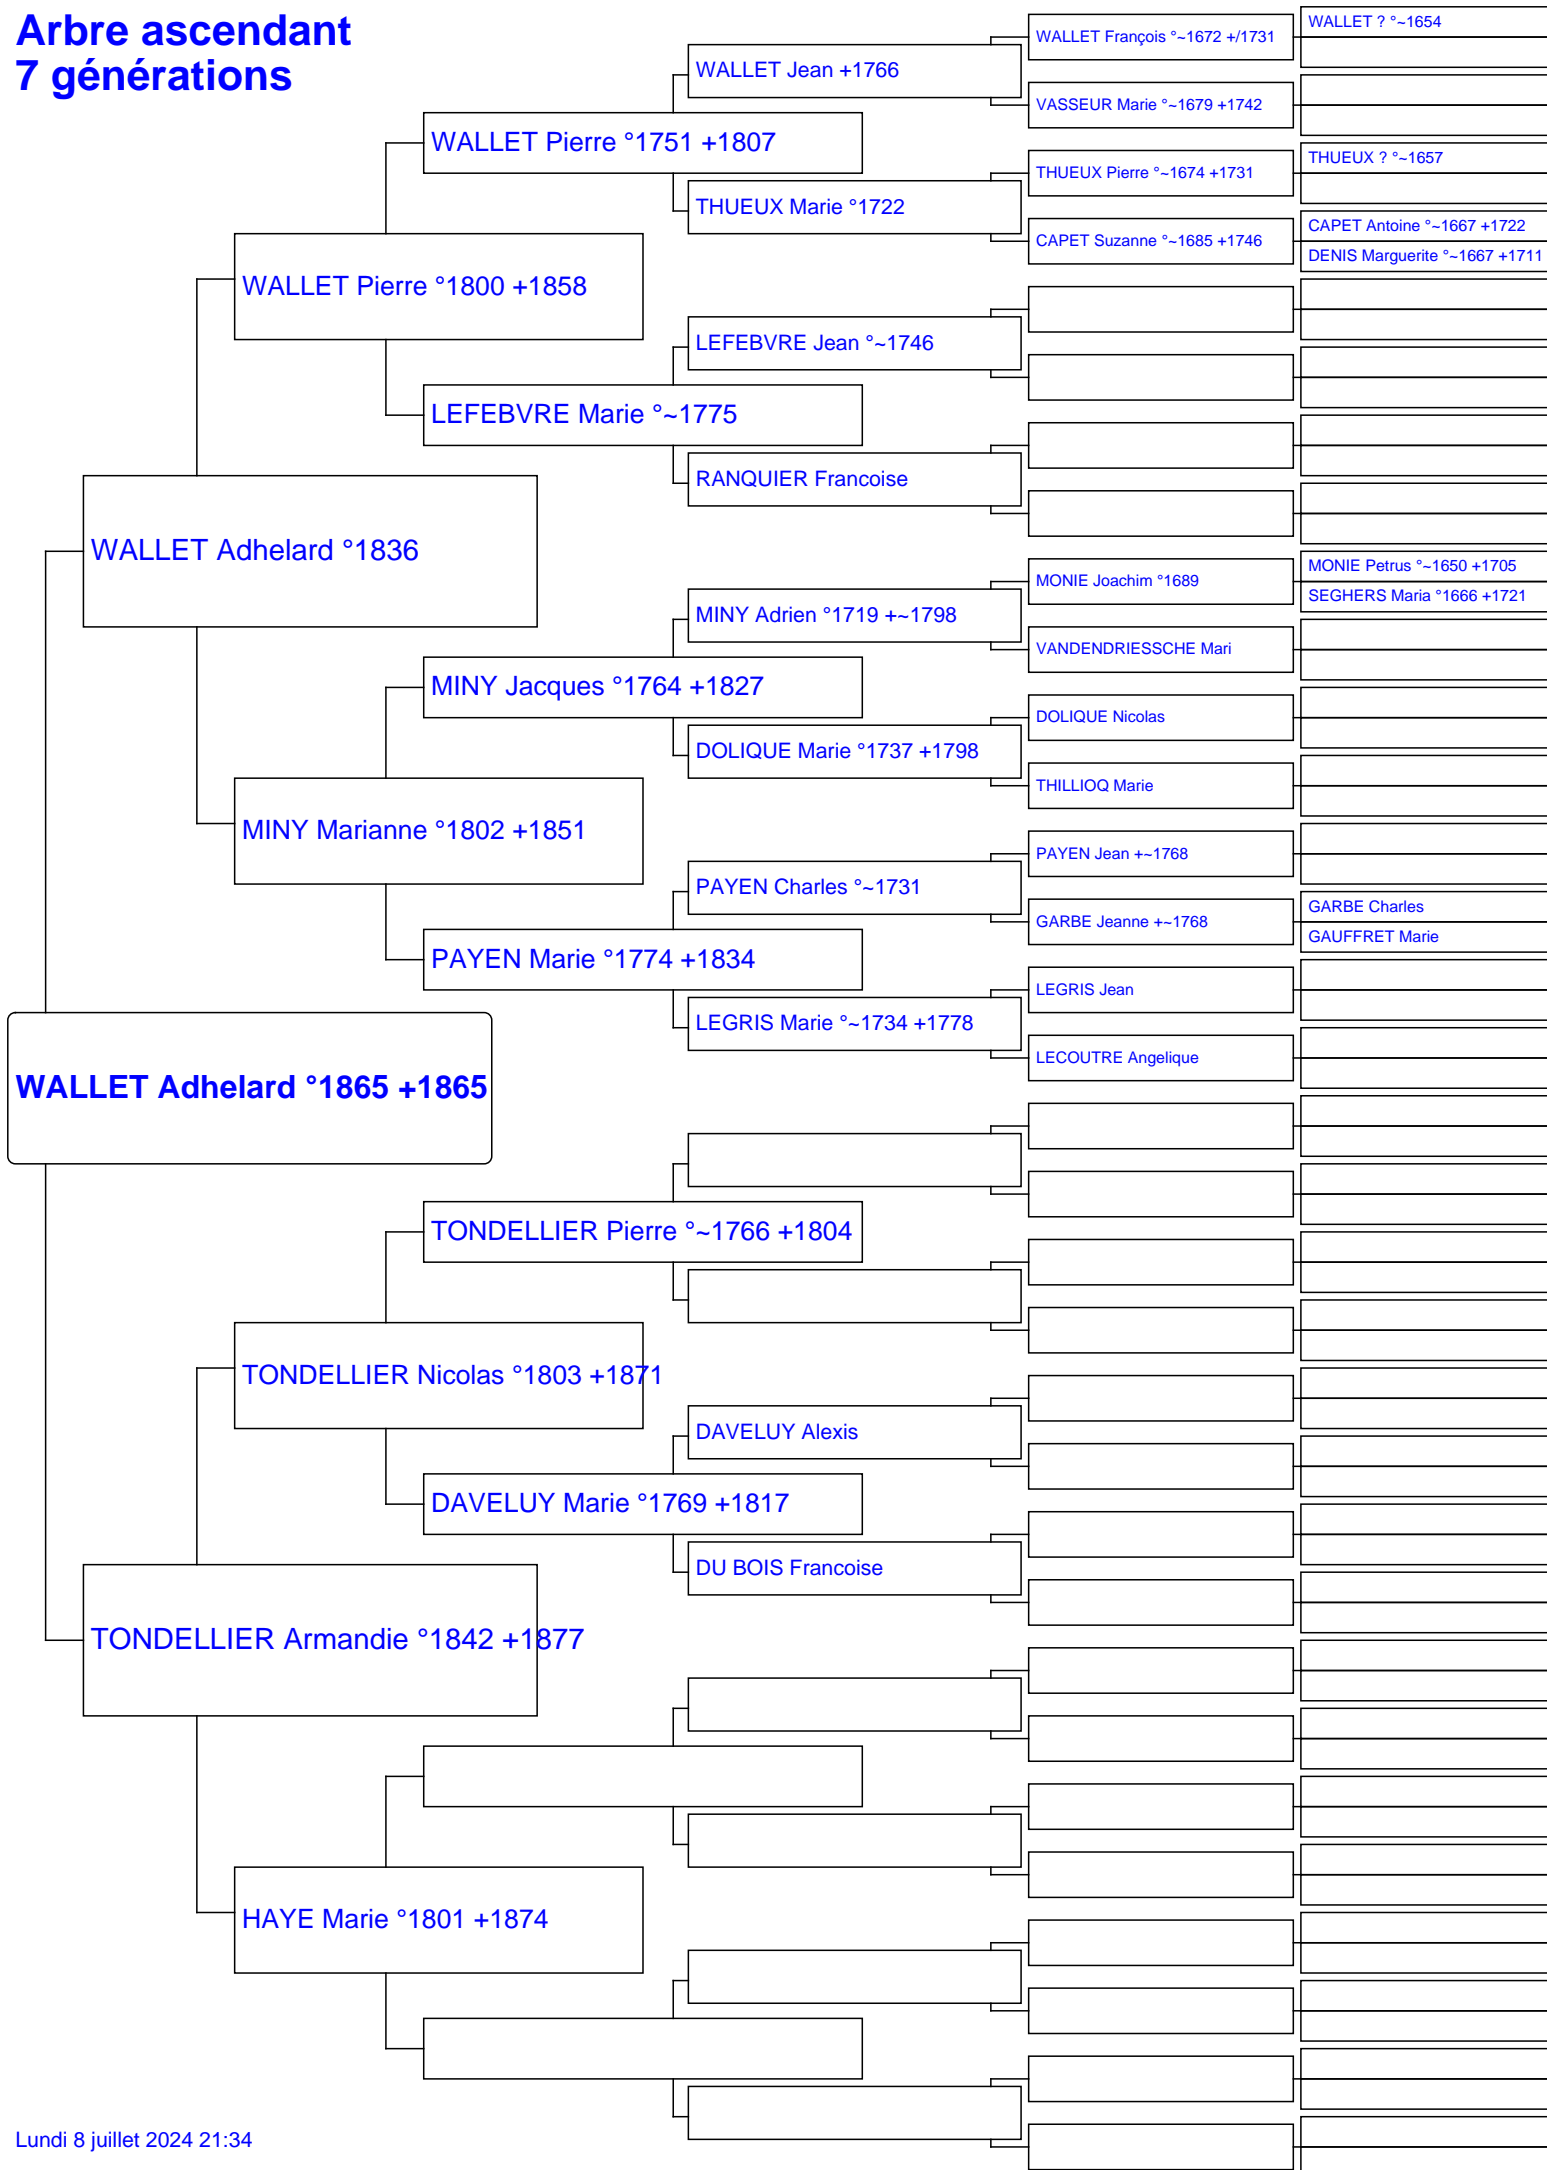 Arbre ascendant
7 générations
WALLET Adhelard °1865 +1865
WALLET Adhelard °1836
TONDELLIER Armandie °1842 +1877
WALLET Pierre °1800 +1858
MINY Marianne °1802 +1851
TONDELLIER Nicolas °1803 +1871
HAYE Marie °1801 +1874
WALLET Pierre °1751 +1807
LEFEBVRE Marie °~1775
MINY Jacques °1764 +1827
PAYEN Marie °1774 +1834
TONDELLIER Pierre °~1766 +1804
DAVELUY Marie °1769 +1817
WALLET Jean +1766
THUEUX Marie °1722
LEFEBVRE Jean °~1746
RANQUIER Francoise
MINY Adrien °1719 +~1798
DOLIQUE Marie °1737 +1798
PAYEN Charles °~1731
LEGRIS Marie °~1734 +1778
DAVELUY Alexis
DU BOIS Francoise
WALLET François °~1672 +/1731
VASSEUR Marie °~1679 +1742
THUEUX Pierre °~1674 +1731
CAPET Suzanne °~1685 +1746
MONIE Joachim °1689
VANDENDRIESSCHE Mari
DOLIQUE Nicolas
THILLIOQ Marie
PAYEN Jean +~1768
GARBE Jeanne +~1768
LEGRIS Jean
LECOUTRE Angelique
WALLET ? °~1654
THUEUX ? °~1657
CAPET Antoine °~1667 +1722
DENIS Marguerite °~1667 +1711
MONIE Petrus °~1650 +1705
SEGHERS Maria °1666 +1721
GARBE Charles
GAUFFRET Marie
Lundi 8 juillet 2024 21:34